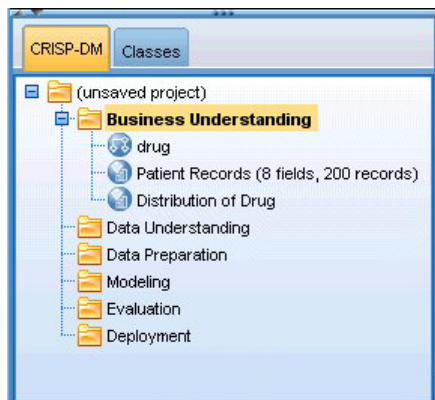 CRISP-DM Classes
(unsaved project)
Business Understanding
drug
Patient Records (8 fields, 200 records)
Distribution of Drug
Data Understanding
Data Preparation
Modeling
Evaluation
Deployment